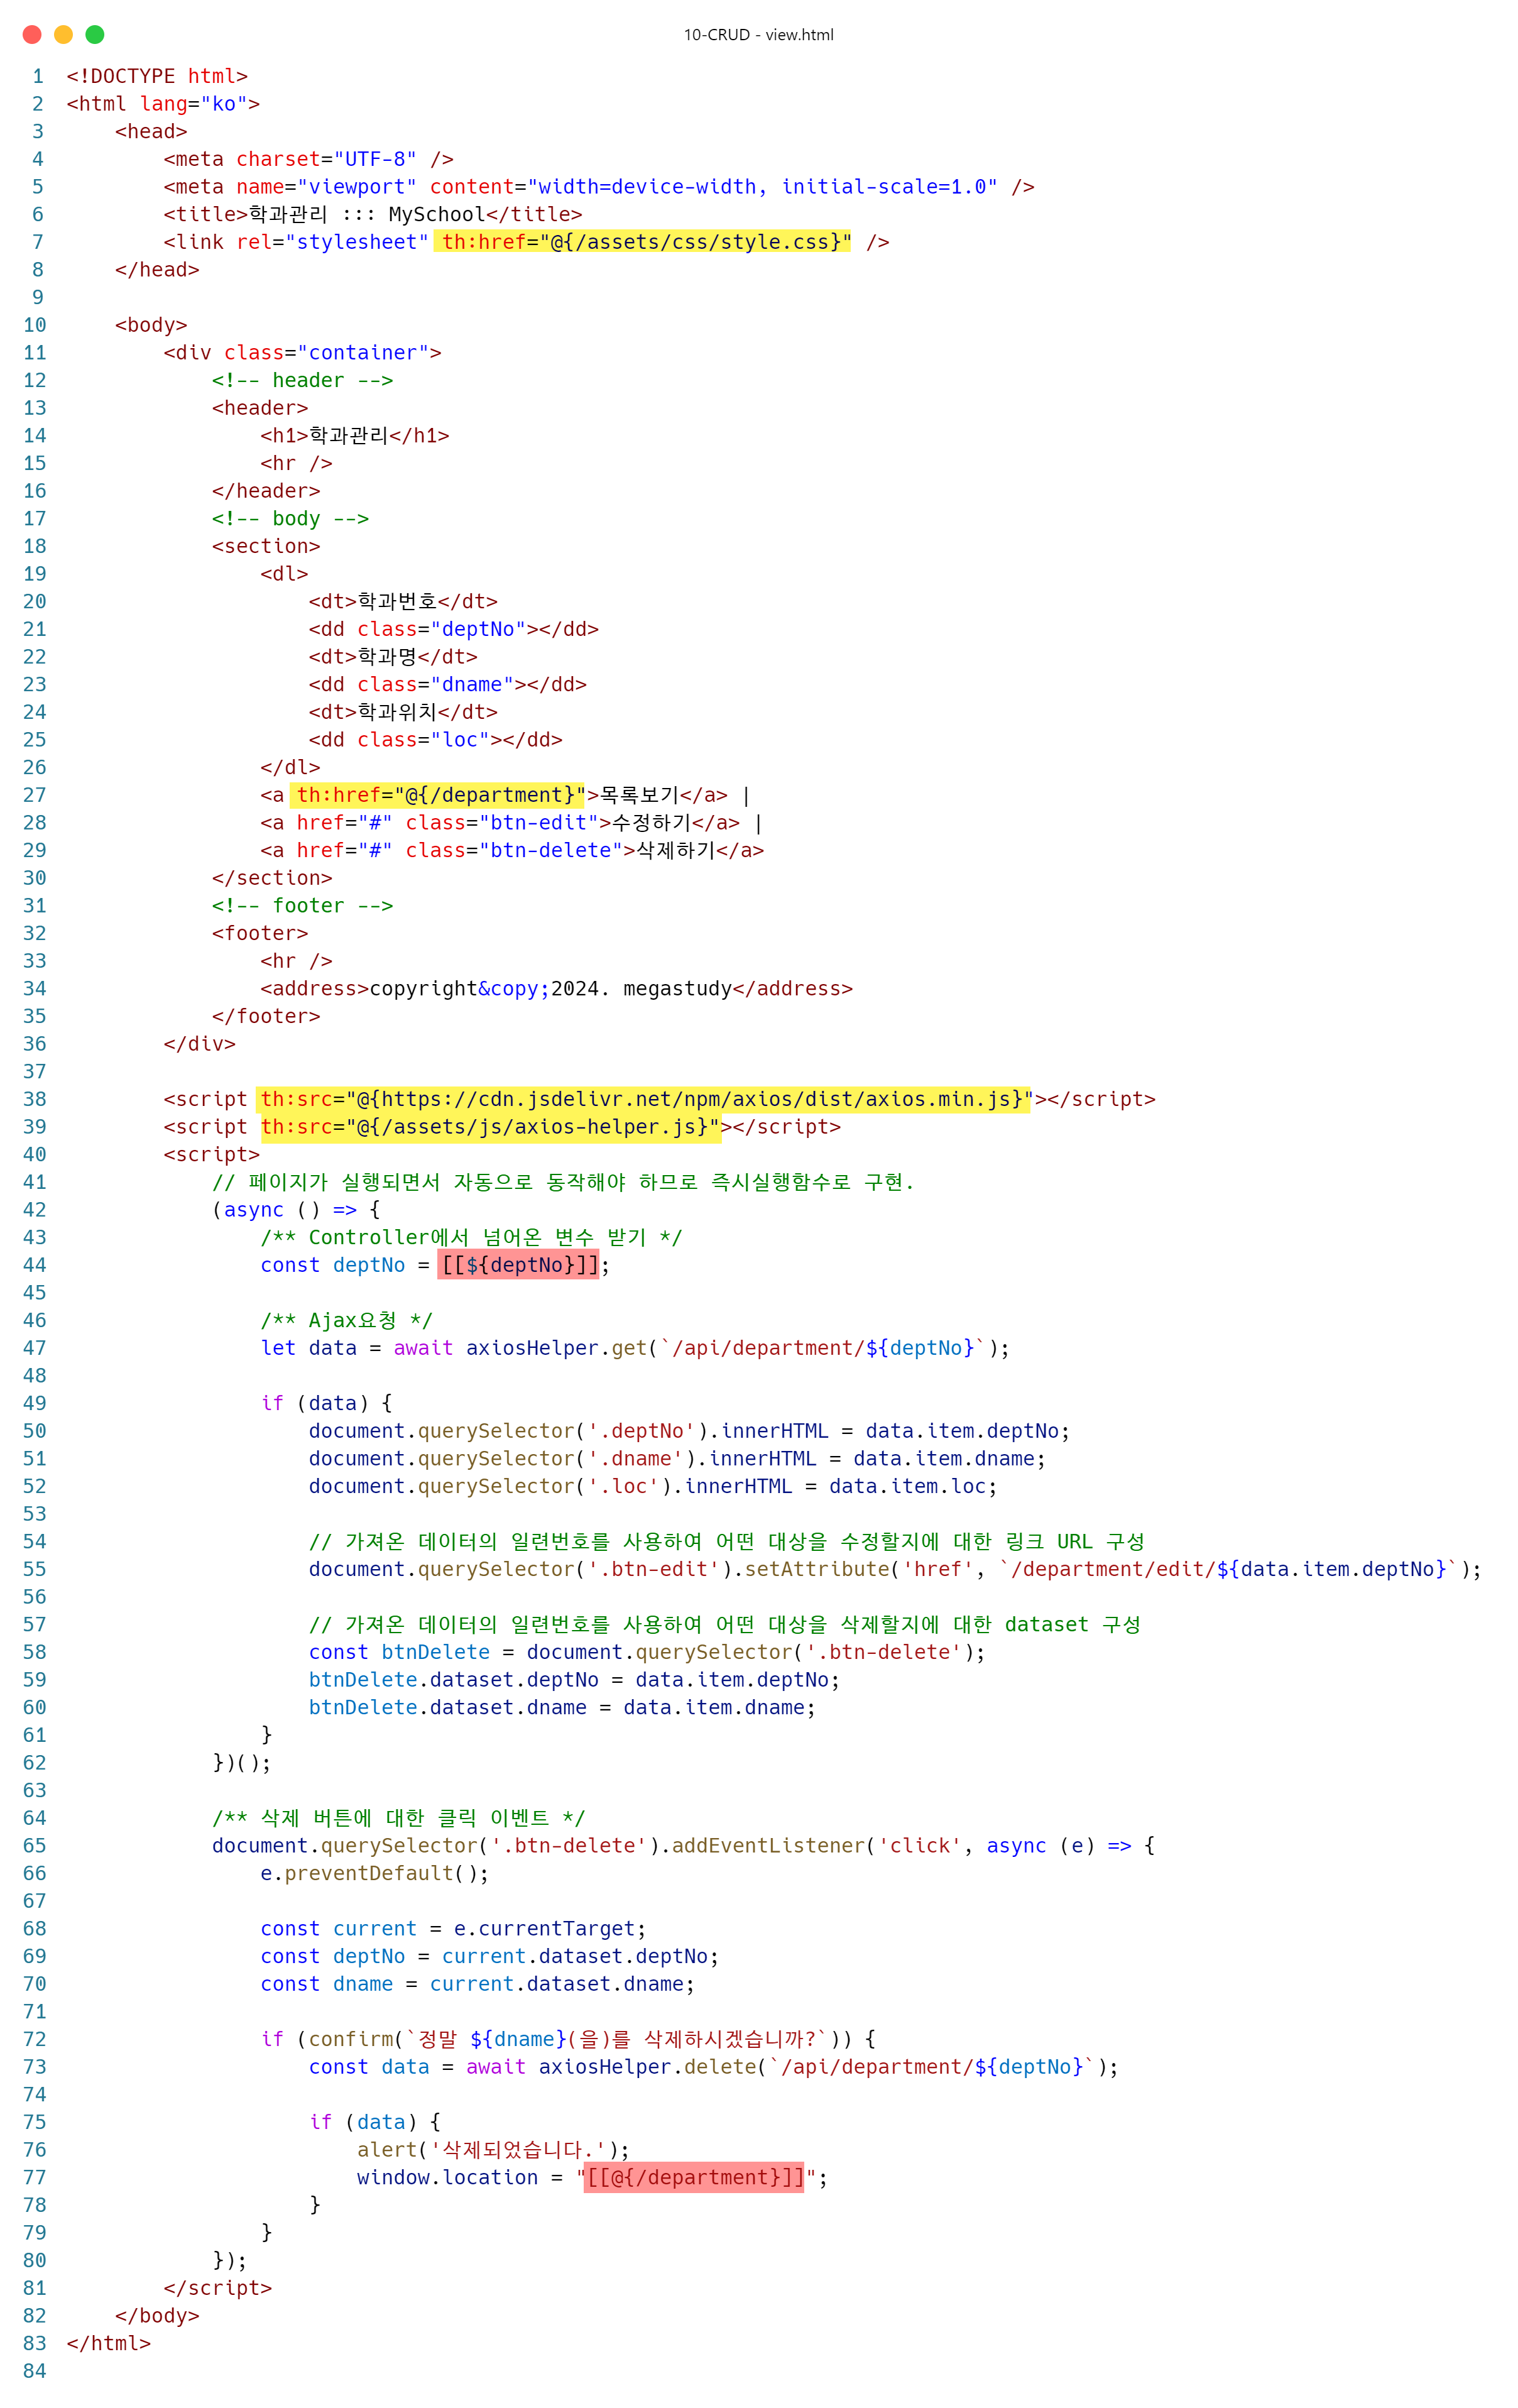 10-CRUD - view.html
1 <!DOCTYPE html>
2 <html lang="ko">
3     <head>
4         <meta charset="UTF-8" />
5         <meta name="viewport" content="width=device-width, initial-scale=1.0" />
6         <title>학과관리 ::: MySchool</title>
7         <link rel="stylesheet" th:href="@{/assets/css/style.css}" />
8     </head>
9
10     <body>
11         <div class="container">
12             <!-- header -->
13             <header>
14                 <h1>학과관리</h1>
15                 <hr />
16             </header>
17             <!-- body -->
18             <section>
19                 <dl>
20                     <dt>학과번호</dt>
21                     <dd class="deptNo"></dd>
22                     <dt>학과명</dt>
23                     <dd class="dname"></dd>
24                     <dt>학과위치</dt>
25                     <dd class="loc"></dd>
26                 </dl>
27                 <a th:href="@{/department}">목록보기</a> |
28                 <a href="#" class="btn-edit">수정하기</a> |
29                 <a href="#" class="btn-delete">삭제하기</a>
30             </section>
31             <!-- footer -->
32             <footer>
33                 <hr />
34                 <address>copyright&copy;2024. megastudy</address>
35             </footer>
36         </div>
37
38         <script th:src="@{https://cdn.jsdelivr.net/npm/axios/dist/axios.min.js}"></script>
39         <script th:src="@{/assets/js/axios-helper.js}"></script>
40         <script>
41             // 페이지가 실행되면서 자동으로 동작해야 하므로 즉시실행함수로 구현.
42             (async () => {
43                 /** Controller에서 넘어온 변수 받기 */
44                 const deptNo = [[${deptNo}]];
45
46                 /** Ajax요청 */
47                 let data = await axiosHelper.get(`/api/department/${deptNo}`);
48
49                 if (data) {
50                     document.querySelector('.deptNo').innerHTML = data.item.deptNo;
51                     document.querySelector('.dname').innerHTML = data.item.dname;
52                     document.querySelector('.loc').innerHTML = data.item.loc;
53
54                     // 가져온 데이터의 일련번호를 사용하여 어떤 대상을 수정할지에 대한 링크 URL 구성
55                     document.querySelector('.btn-edit').setAttribute('href', `/department/edit/${data.item.deptNo}`);
56
57                     // 가져온 데이터의 일련번호를 사용하여 어떤 대상을 삭제할지에 대한 dataset 구성
58                     const btnDelete = document.querySelector('.btn-delete');
59                     btnDelete.dataset.deptNo = data.item.deptNo;
60                     btnDelete.dataset.dname = data.item.dname;
61                 }
62             })();
63
64             /** 삭제 버튼에 대한 클릭 이벤트 */
65             document.querySelector('.btn-delete').addEventListener('click', async (e) => {
66                 e.preventDefault();
67
68                 const current = e.currentTarget;
69                 const deptNo = current.dataset.deptNo;
70                 const dname = current.dataset.dname;
71
72                 if (confirm(`정말 ${dname}(을)를 삭제하시겠습니까?`)) {
73                     const data = await axiosHelper.delete(`/api/department/${deptNo}`);
74
75                     if (data) {
76                         alert('삭제되었습니다.');
77                         window.location = "[[@{/department}]]";
78                     }
79                 }
80             });
81         </script>
82     </body>
83 </html>
84